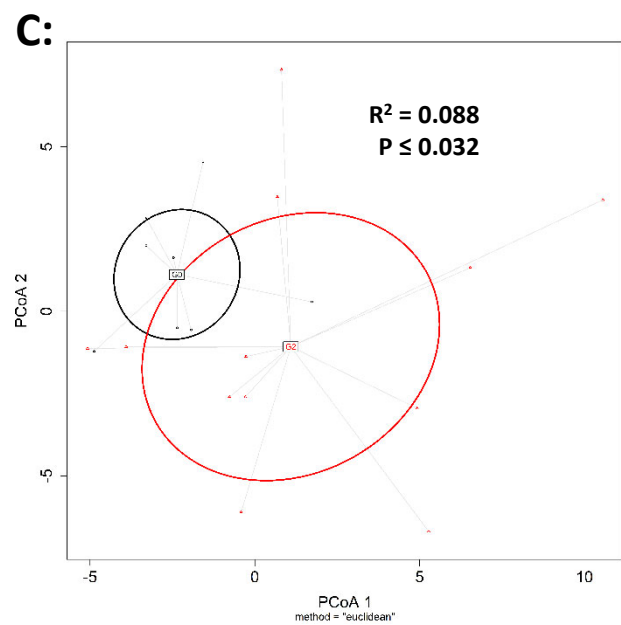 C:
R² = 0.088
P ≤ 0.032
5
0
-5
PCoA 2
G0
G2
-5
0
5
10
PCoA 1
method = "euclidean"